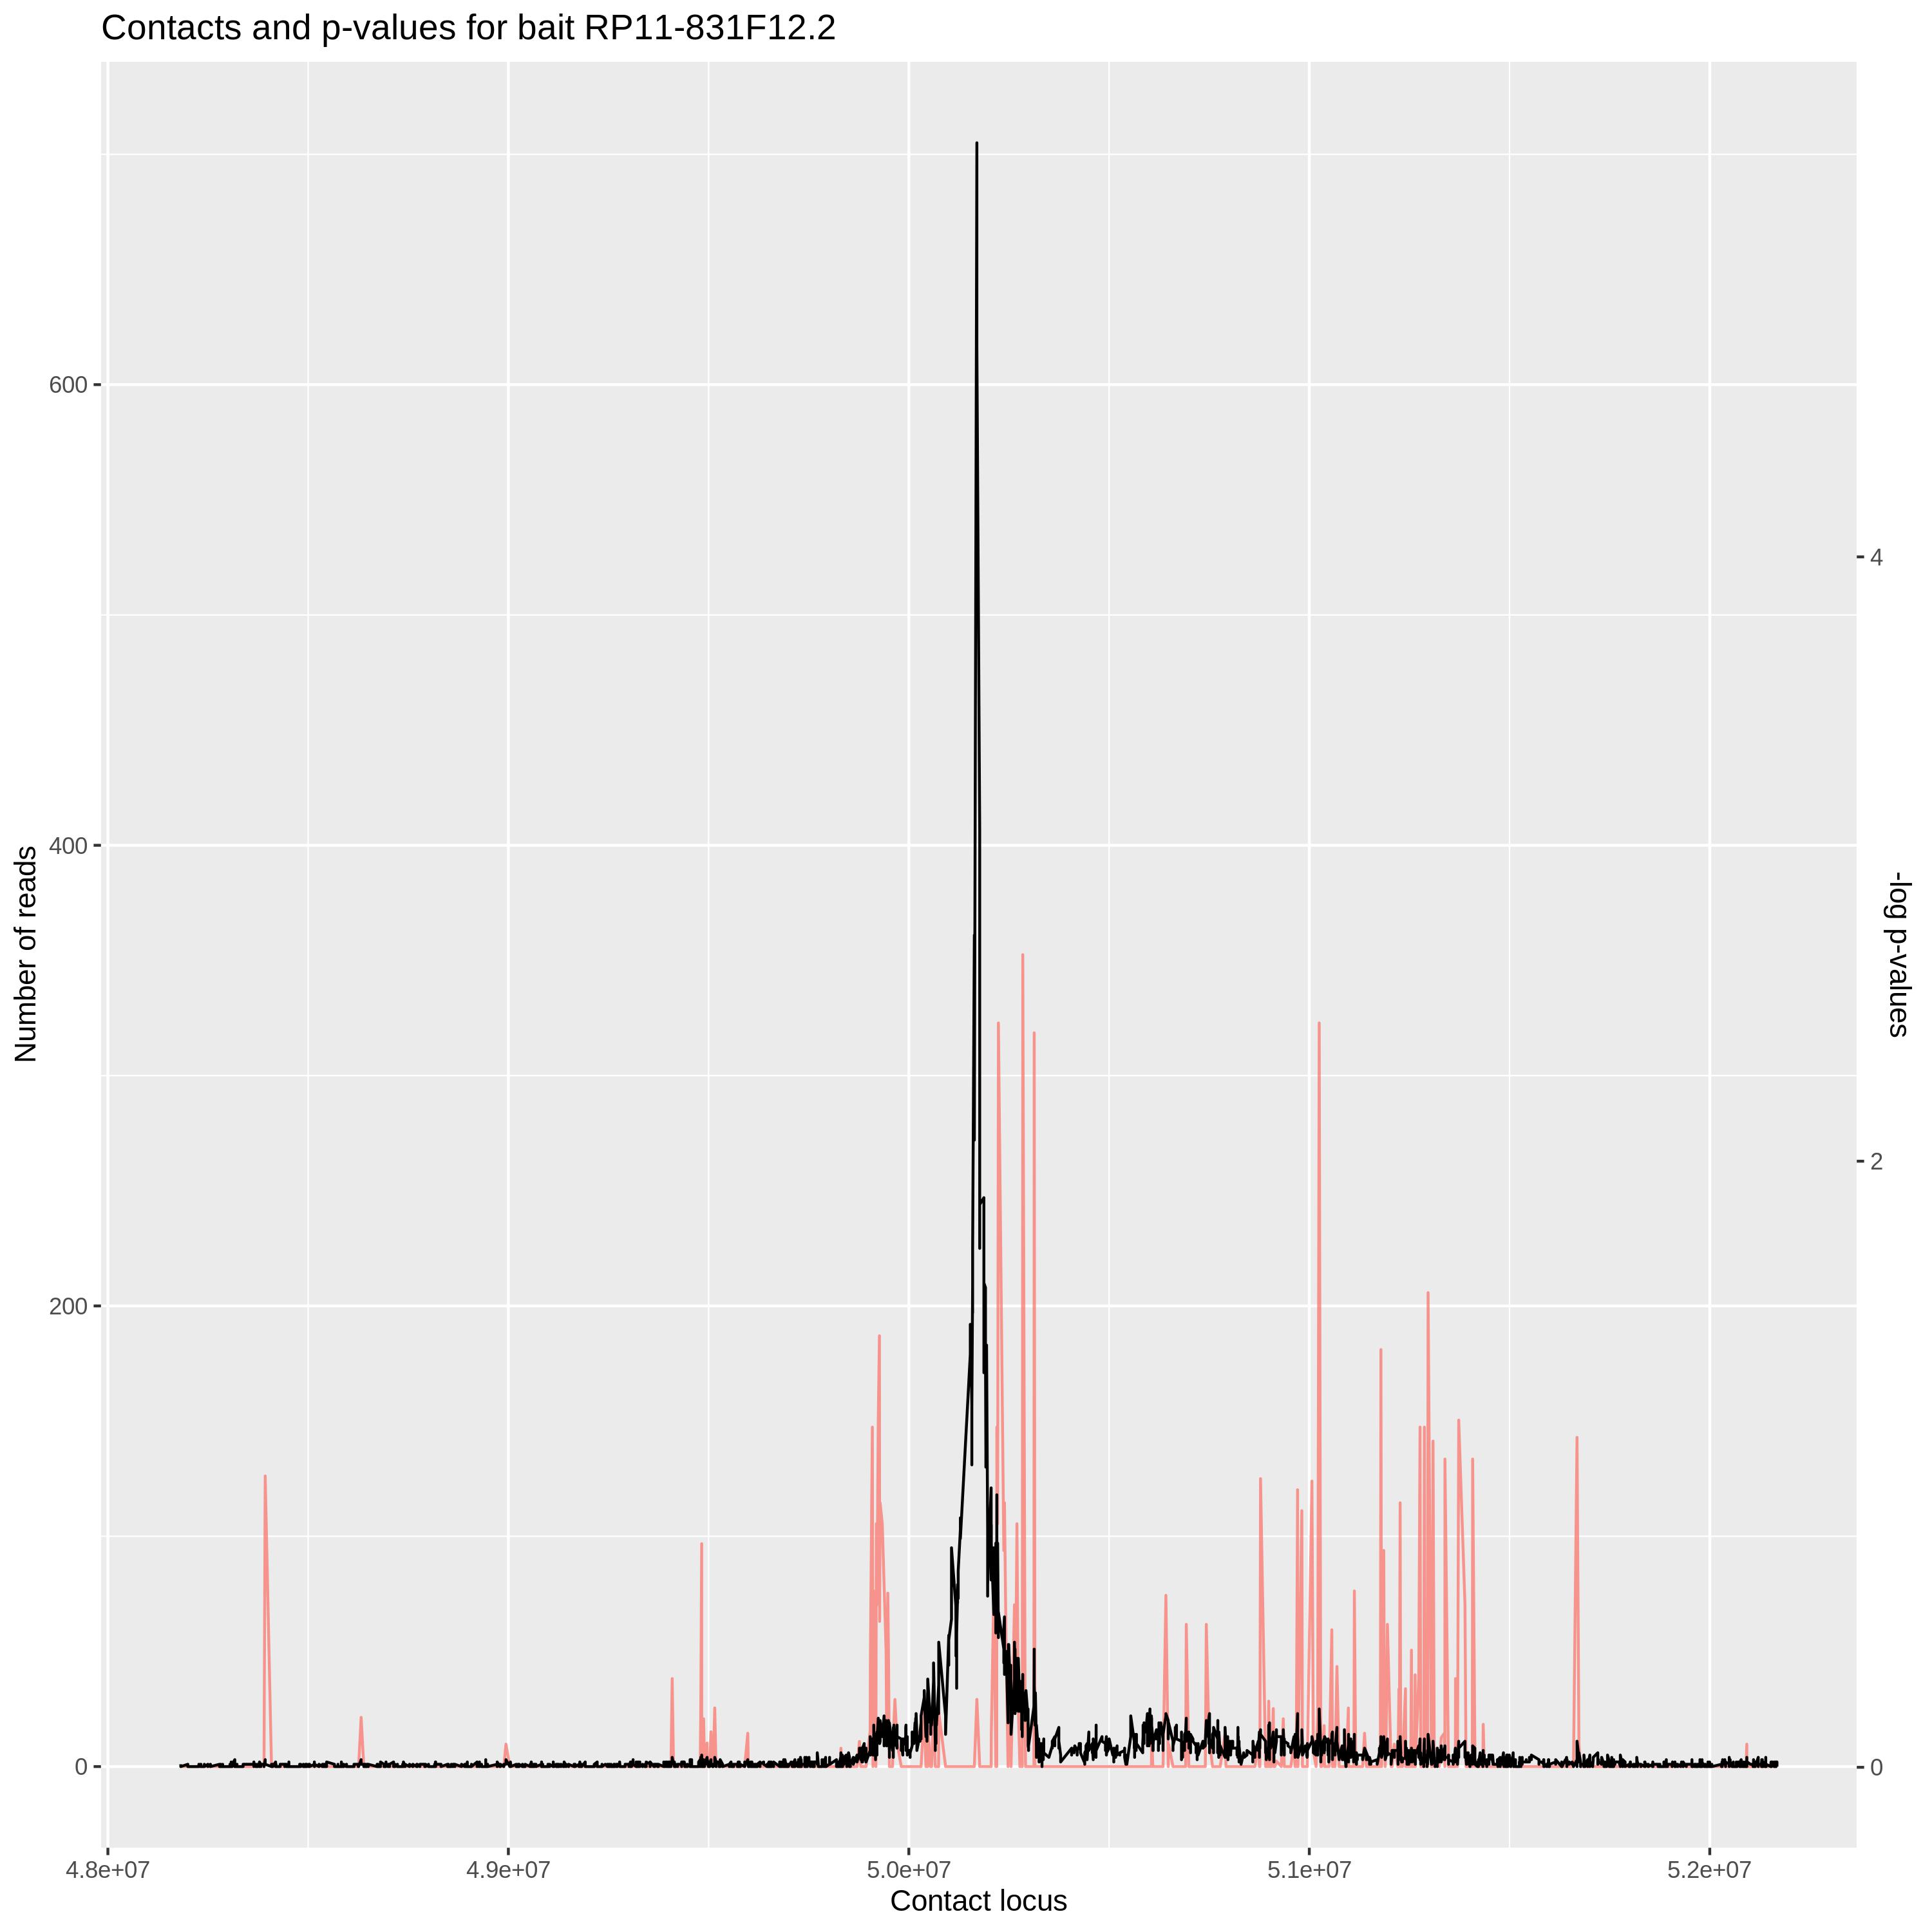 Contacts and p-values for bait RP11-831F12.2
Number of reads
600
400
200
0
4
2
0
-log p-values
4.8e+07
4.9e+07
5.0e+07
5.1e+07
5.2e+07
Contact locus